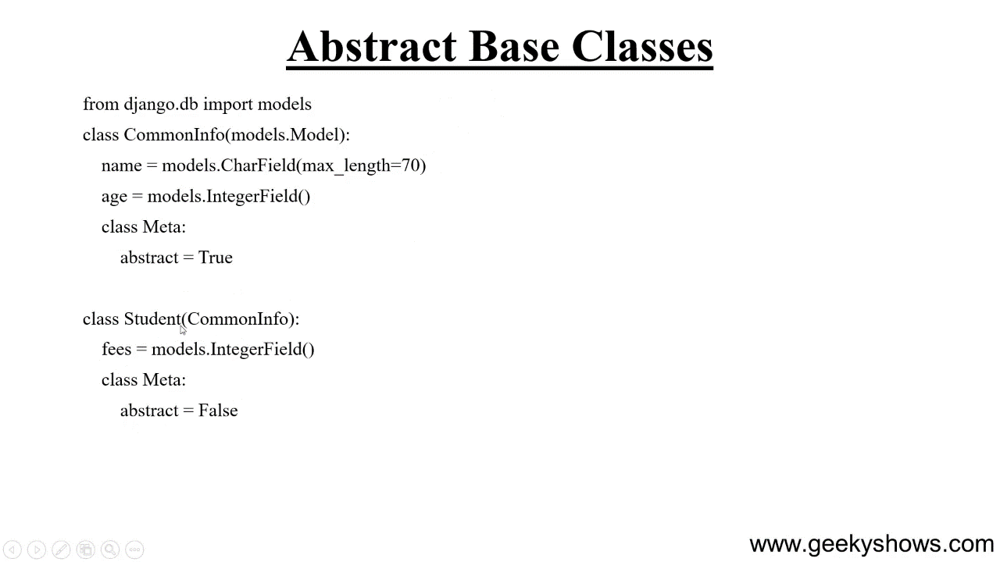 Abstract Base Classes
from django.db import models
class CommonInfo(models.Model):
name = models.CharField(max_length=70)
age = models.IntegerField()
class Meta:
abstract = True
class Student(CommonInfo):
fees = models.IntegerField()
class Meta:
abstract = False
www.geekyshows.com